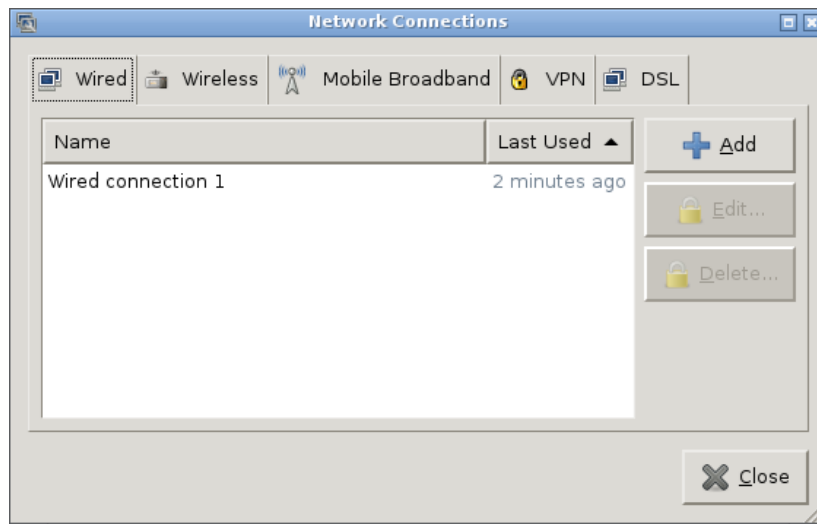 Network Connections
Wired Wireless Mobile Broadband VPN DSL
Name Last Used Add
Wired connection 1 2 minutes ago
Edit...
Delete...
Close